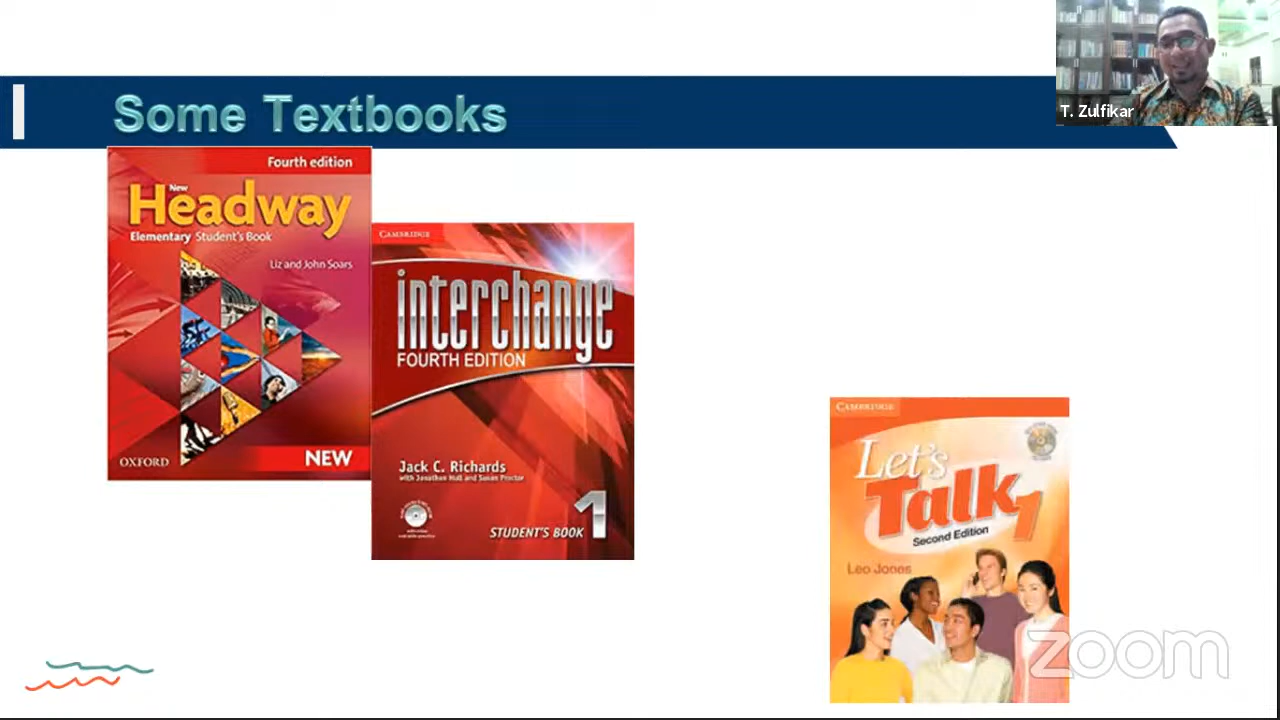 Some Textbooks
T. Zulfikar
Fourth edition
New
Headway
Elementary Student's Book
Liz and John Soars
OXFORD
NEW
CAMBRIDGE
interchange
FOURTH EDITION
Jack C. Richards
with Jonathan Hull and Susan Proctor
STUDENT'S BOOK 1
CAMBRIDGE
Let's
Talk 1
Second Edition
Leo Jones
zoom